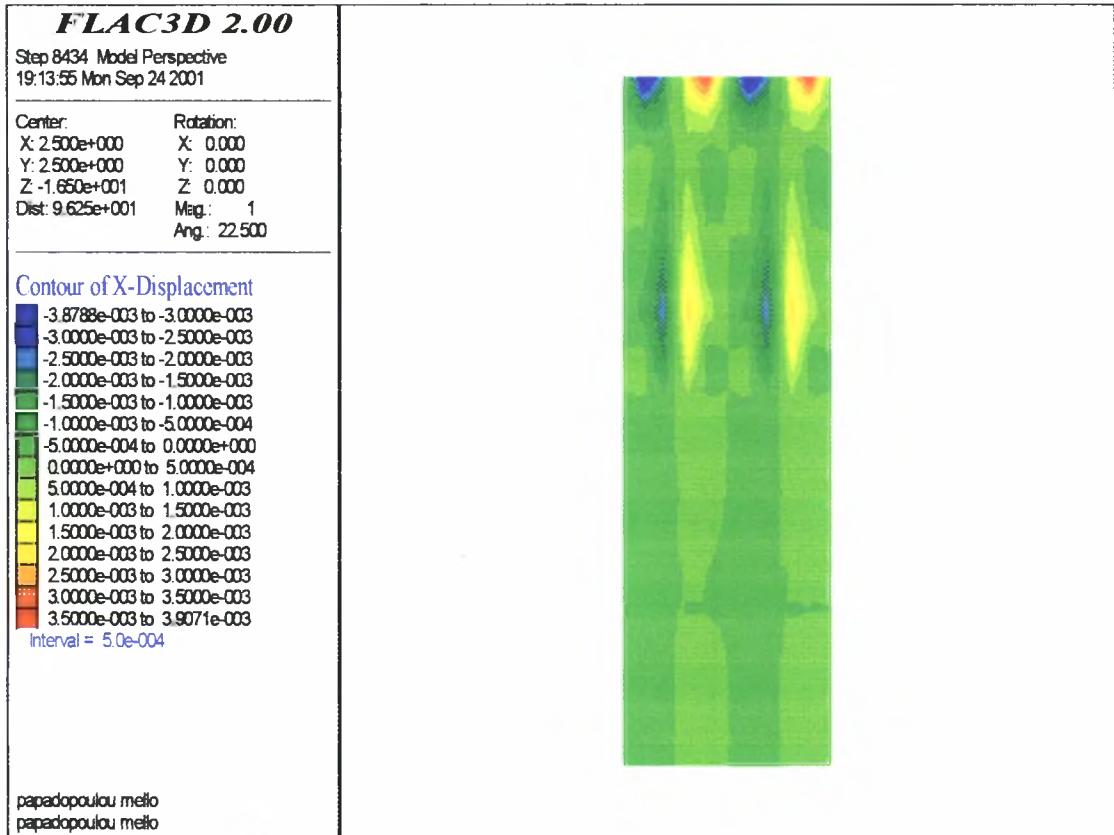 FLAC3D 2.00
Step 8434 Model Perspective
19:13:55 Mon Sep 24 2001
Center: Rotation:
X: 2.500e+000 X: 0.000
Y: 2.500e+000 Y: 0.000
Z: -1.650e+001 Z: 0.000
Dist: 9.625e+001 Mag.: 1
Ang.: 22.500
Contour of X-Displacement
-3.8788e-003 to -3.0000e-003
-3.0000e-003 to -2.5000e-003
-2.5000e-003 to -2.0000e-003
-2.0000e-003 to -1.5000e-003
-1.5000e-003 to -1.0000e-003
-1.0000e-003 to -5.0000e-004
-5.0000e-004 to 0.0000e+000
0.0000e+000 to 5.0000e-004
5.0000e-004 to 1.0000e-003
1.0000e-003 to 1.5000e-003
1.5000e-003 to 2.0000e-003
2.0000e-003 to 2.5000e-003
2.5000e-003 to 3.0000e-003
3.0000e-003 to 3.5000e-003
3.5000e-003 to 3.9071e-003
Interval = 5.0e-004
papadopoulou mello
papadopoulou mello